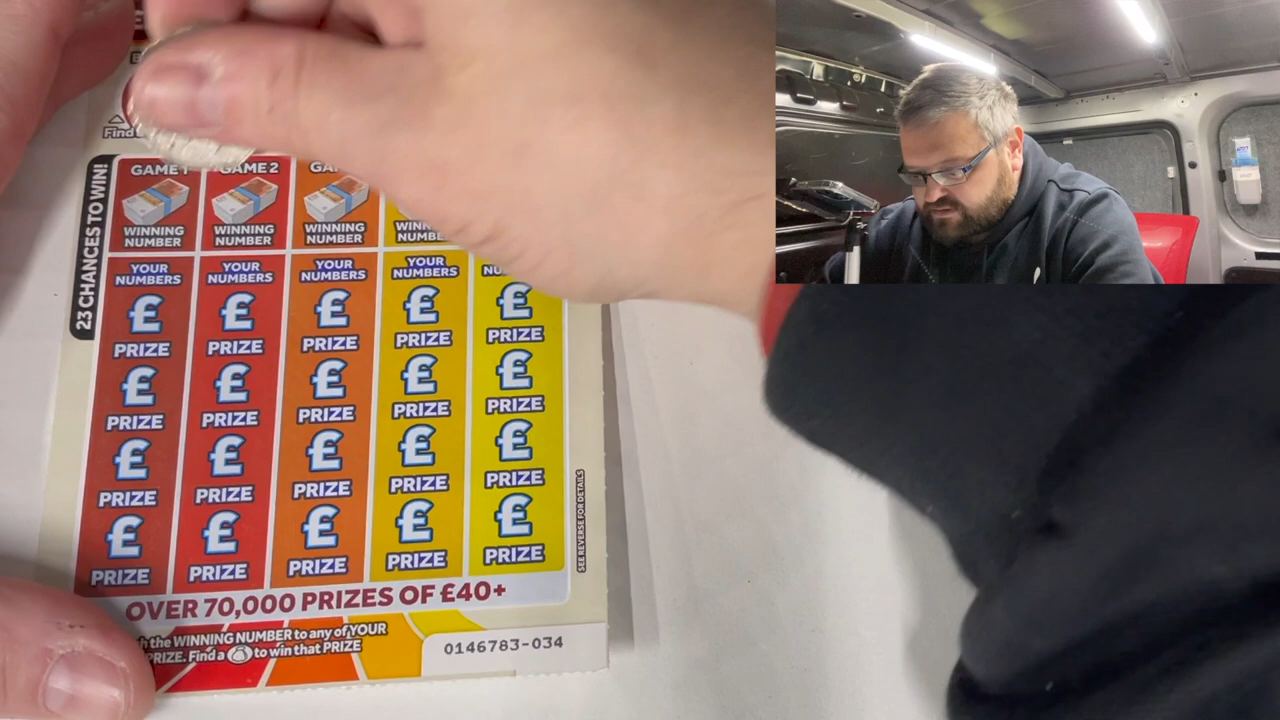 Find
23 CHANCES TO WIN!
GAME 1 GAME 2
WINNING NUMBER WINNING NUMBER WINNING NUMBER WINNING
YOUR NUMBERS YOUR NUMBERS YOUR NUMBERS YOUR NUMBERS
£ £ £ £ £
PRIZE PRIZE PRIZE PRIZE PRIZE
£ £ £ £ £
PRIZE PRIZE PRIZE PRIZE PRIZE
£ £ £ £ £
PRIZE PRIZE PRIZE PRIZE PRIZE
£ £ £ £ £
PRIZE PRIZE PRIZE PRIZE PRIZE
SEE REVERSE FOR DETAILS
OVER 70,000 PRIZES OF £40+
the WINNING NUMBER to any of YOUR
PRIZE. Find a to win that PRIZE
0146783-034